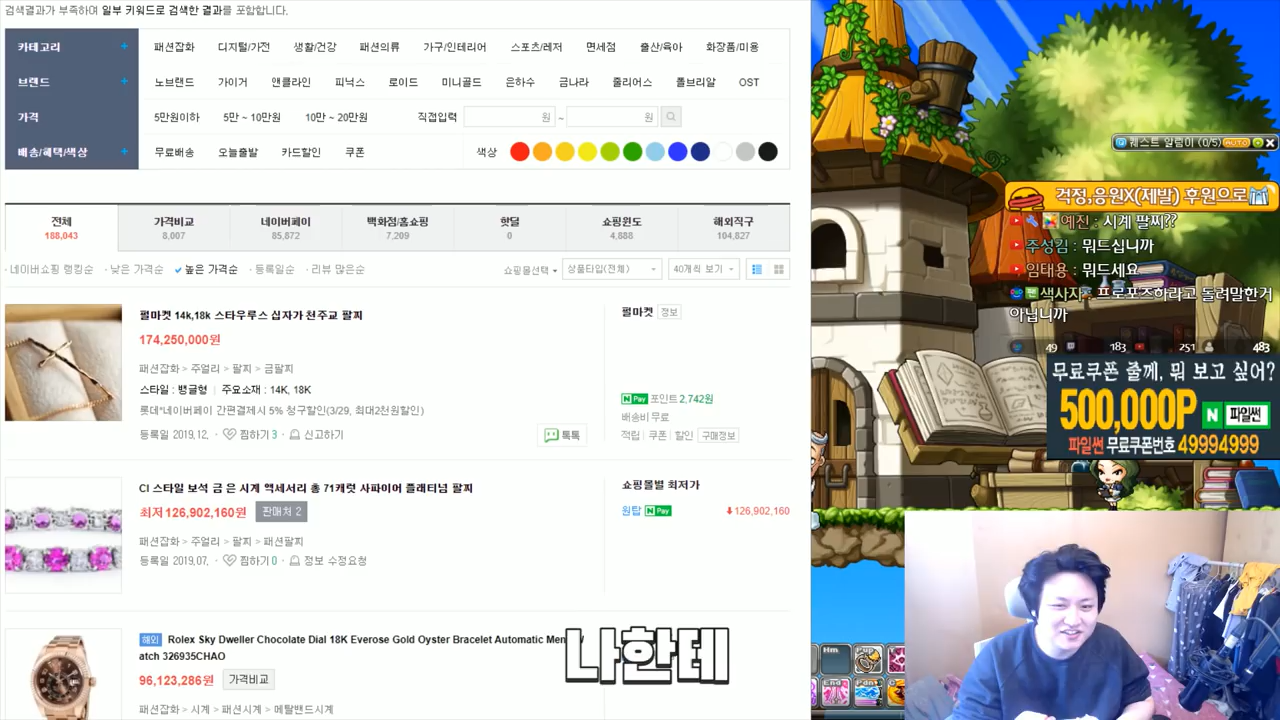 검색결과가 부족하여 일부 키워드로 검색한 결과를 포함합니다.
카테고리 + 패션잡화 디지털/가전 생활/건강 패션의류 가구/인테리어 스포츠/레저 면세점 출산/육아 화장품/미용
브랜드 + 노브랜드 가이거 앤클라인 피닉스 로이드 미니골드 은하수 금나라 줄리어스 폴브리알 OST
가격 5만원이하 5만 ~ 10만원 10만 ~ 20만원 직접입력 원 ~ 원
배송/혜택/색상 + 무료배송 오늘출발 카드할인 쿠폰 색상
전체 가격비교 네이버페이 백화점/홈쇼핑 핫딜 쇼핑윈도 해외직구
188,043 8,007 85,872 7,209 0 4,888 104,827
· 네이버쇼핑 랭킹순 · 낮은 가격순 높은 가격순 · 등록일순 · 리뷰 많은순 쇼핑몰선택 상품타입(전체) 40개씩 보기
펄마켓 14k,18k 스타우루스 십자가 천주교 팔찌
174,250,000원
패션잡화 > 주얼리 > 팔찌 > 금팔찌
스타일 : 뱅글형 | 주요소재 : 14K, 18K
롯데*네이버페이 간편결제시 5% 청구할인(3/29, 최대2천원할인)
등록일 2019.12. · 찜하기 3 · 신고하기
톡톡
펄마켓 정보
N Pay 포인트 2,742원
배송비 무료
적립 쿠폰 할인 구매정보
CI 스타일 보석 금 은 시계 액세서리 총 71캐럿 사파이어 플래티넘 팔찌
최저 126,902,160원 판매처 2
패션잡화 > 주얼리 > 팔찌 > 패션팔찌
등록일 2019.07. · 찜하기 0 · 정보 수정요청
쇼핑몰별 최저가
원탑 N Pay 126,902,160
해외 Rolex Sky Dweller Chocolate Dial 18K Everose Gold Oyster Bracelet Automatic Men
atch 326935CHAO
96,123,286원 가격비교
패션잡화 > 시계 > 패션시계 > 메탈밴드시계
나한테
퀘스트 알림이 (0/5) AUTO
걱정,응원X(제발) 후원으로
예진 : 시계 팔찌??
주성킴 : 뭐드십니까
임태용 : 뭐드세요
색사자 : 프로포즈하라고 돌려말한거
아닙니까
49 183 251 483
무료쿠폰 줄께, 뭐 보고 싶어?
500,000P N 파일썬
파일썬 무료쿠폰번호 49994999
Hm Pup
End Pdn